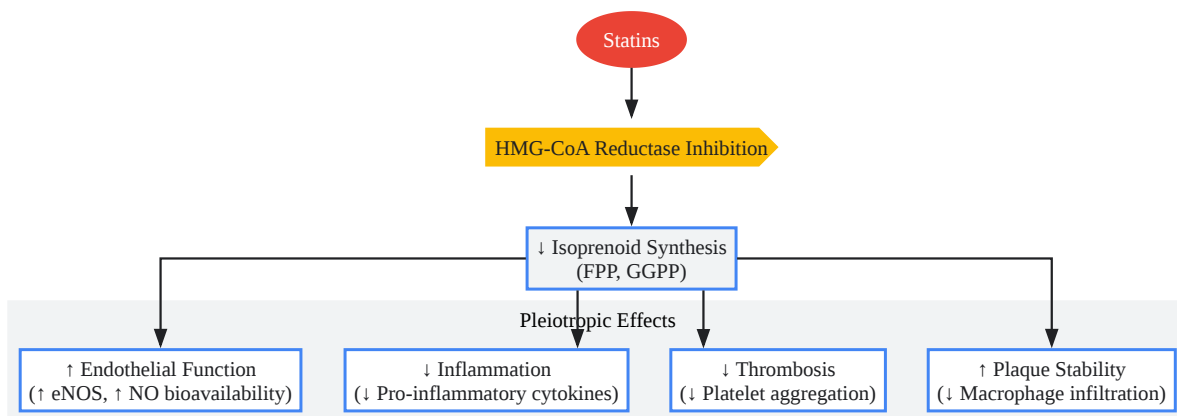 Statins
HMG-CoA Reductase Inhibition
↓ Isoprenoid Synthesis
(FPP, GGPP)
Pleiotropic Effects
↑ Endothelial Function
(↑ eNOS, ↑ NO bioavailability)
↓ Inflammation
(↓ Pro-inflammatory cytokines)
↓ Thrombosis
(↓ Platelet aggregation)
↑ Plaque Stability
(↓ Macrophage infiltration)